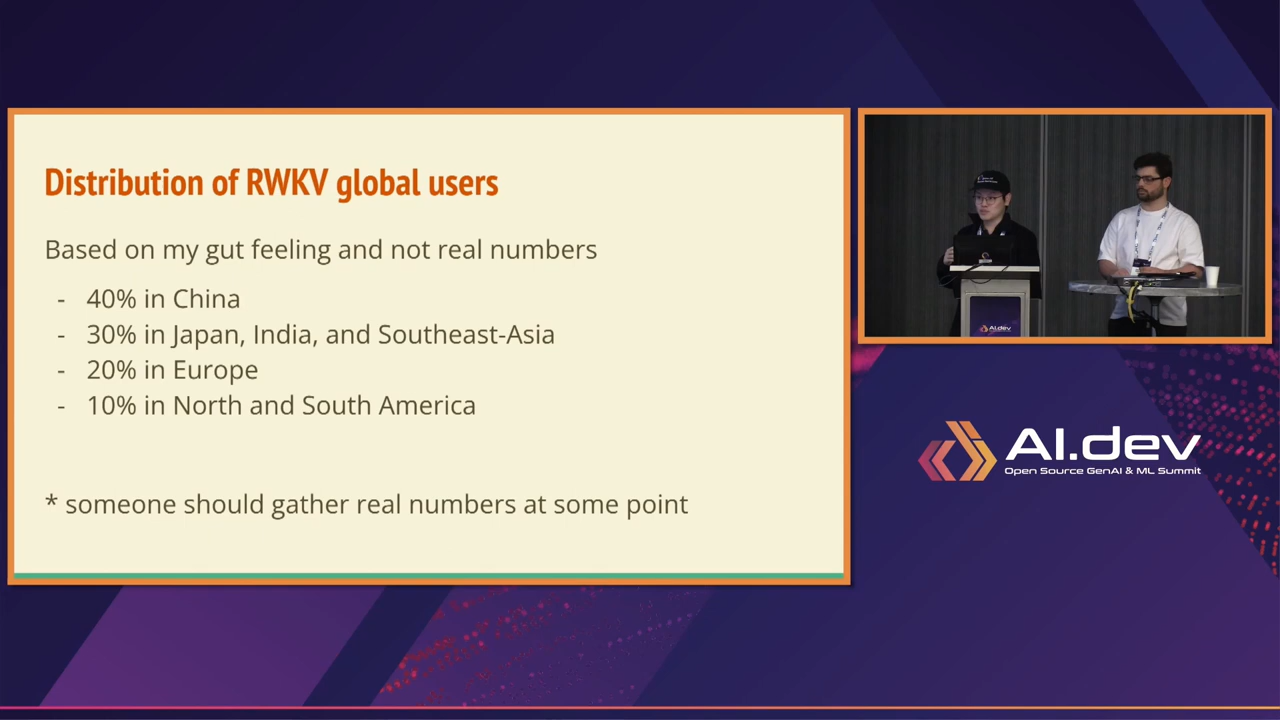 Distribution of RWKV global users
Based on my gut feeling and not real numbers
- 40% in China
- 30% in Japan, India, and Southeast-Asia
- 20% in Europe
- 10% in North and South America
* someone should gather real numbers at some point
AI.dev
AI.dev
Open Source GenAI & ML Summit